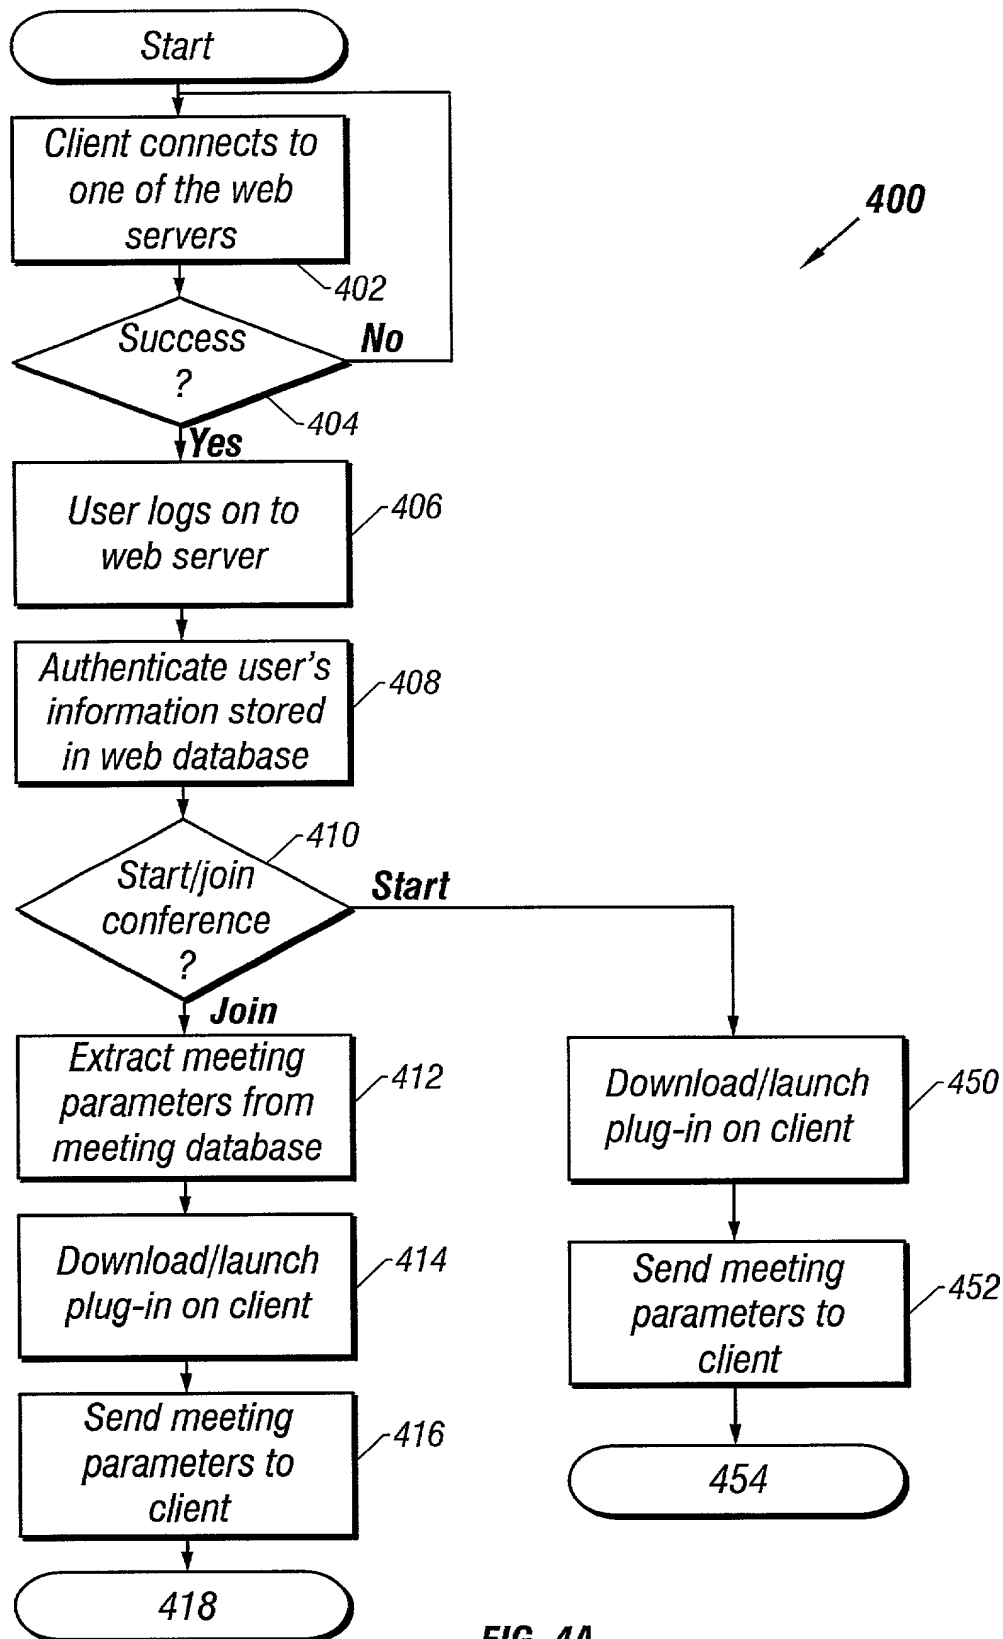 Start
Client connects to
one of the web
servers
400
402
Success
?
No
404
Yes
User logs on to
web server
406
Authenticate user's
information stored
in web database
408
410
Start/join
conference
?
Start
Join
Extract meeting
parameters from
meeting database
412
Download/launch
plug-in on client
450
Download/launch
plug-in on client
414
Send meeting
parameters to
client
452
Send meeting
parameters to
client
416
454
418
FIG. 4A